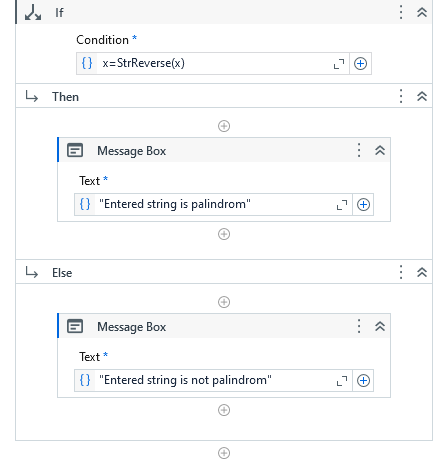 If
Condition *
{ } x=StrReverse(x)
Then
Message Box
Text *
{ } "Entered string is palindrom"
Else
Message Box
Text *
{ } "Entered string is not palindrom"